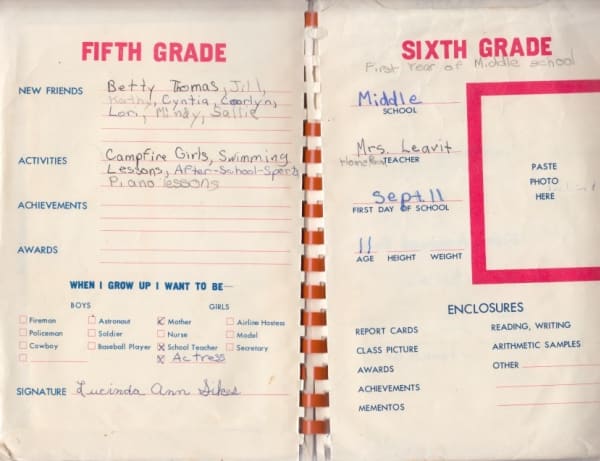 FIFTH GRADE
NEW FRIENDS Betty Thomas, Jill,
Kathy, Cyntia, Caarlyn,
Lori, Mindy, Sallie
ACTIVITIES Campfire Girls, Swimming
Lessons, After-School-Sports
Piano lessons
ACHIEVEMENTS
AWARDS
WHEN I GROW UP I WANT TO BE—
BOYS GIRLS
Fireman Astronaut x Mother Airline Hostess
Policeman Soldier Nurse Model
Cowboy Baseball Player x School Teacher Secretary
x Actress
SIGNATURE Lucinda Ann Sikes
SIXTH GRADE
First Year of Middle school
Middle
SCHOOL
Mrs. Leavit
HomeRoom TEACHER
Sept. 11
FIRST DAY OF SCHOOL
11
AGE HEIGHT WEIGHT
PASTE
PHOTO
HERE
ENCLOSURES
REPORT CARDS
CLASS PICTURE
AWARDS
ACHIEVEMENTS
MEMENTOS
READING, WRITING
ARITHMETIC SAMPLES
OTHER